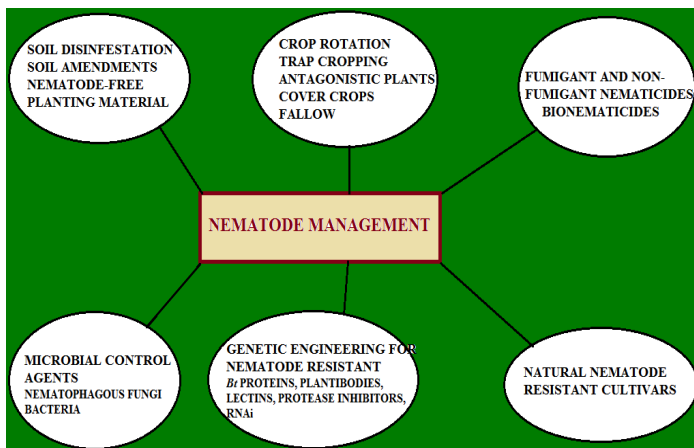 SOIL DISINFESTATION
SOIL AMENDMENTS
NEMATODE-FREE
PLANTING MATERIAL
CROP ROTATION
TRAP CROPPING
ANTAGONISTIC PLANTS
COVER CROPS
FALLOW
FUMIGANT AND NON-
FUMIGANT NEMATICIDES
BIONEMATICIDES
NEMATODE MANAGEMENT
MICROBIAL CONTROL
AGENTS
NEMATOPHAGOUS FUNGI
BACTERIA
GENETIC ENGINEERING FOR
NEMATODE RESISTANT
Bt PROTEINS, PLANTIBODIES,
LECTINS, PROTEASE INHIBITORS,
RNAi
NATURAL NEMATODE
RESISTANT CULTIVARS